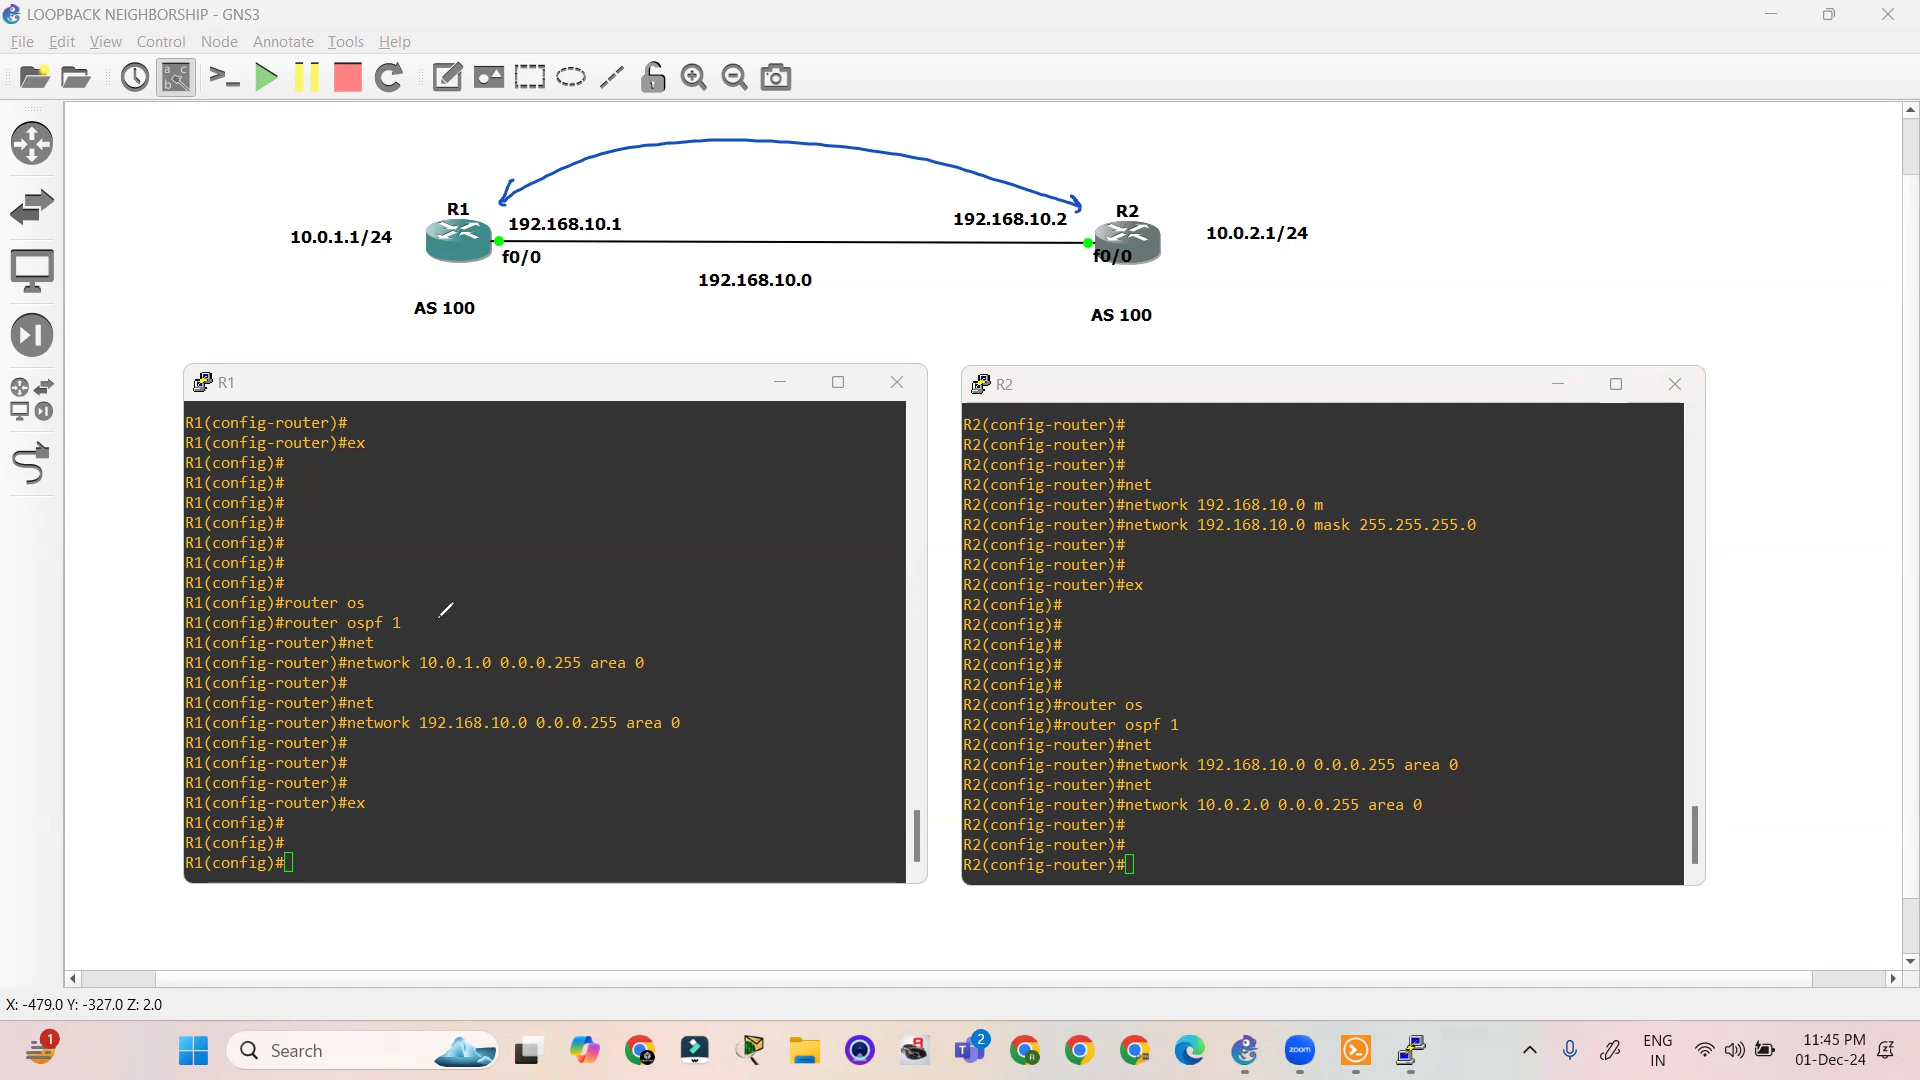 LOOPBACK NEIGHBORSHIP - GNS3
File Edit View Control Node Annotate Tools Help
R1
R2
192.168.10.1
192.168.10.2
10.0.1.1/24
10.0.2.1/24
f0/0
f0/0
192.168.10.0
AS 100
AS 100
R1
R1(config-router)#
R1(config-router)#ex
R1(config)#
R1(config)#
R1(config)#
R1(config)#
R1(config)#
R1(config)#
R1(config)#
R1(config)#router os
R1(config)#router ospf 1
R1(config-router)#net
R1(config-router)#network 10.0.1.0 0.0.0.255 area 0
R1(config-router)#
R1(config-router)#net
R1(config-router)#network 192.168.10.0 0.0.0.255 area 0
R1(config-router)#
R1(config-router)#
R1(config-router)#
R1(config-router)#ex
R1(config)#
R1(config)#
R1(config)#
R2
R2(config-router)#
R2(config-router)#
R2(config-router)#
R2(config-router)#net
R2(config-router)#network 192.168.10.0 m
R2(config-router)#network 192.168.10.0 mask 255.255.255.0
R2(config-router)#
R2(config-router)#
R2(config-router)#ex
R2(config)#
R2(config)#
R2(config)#
R2(config)#
R2(config)#
R2(config)#router os
R2(config)#router ospf 1
R2(config-router)#net
R2(config-router)#network 192.168.10.0 0.0.0.255 area 0
R2(config-router)#net
R2(config-router)#network 10.0.2.0 0.0.0.255 area 0
R2(config-router)#
R2(config-router)#
R2(config-router)#
X: -479.0 Y: -327.0 Z: 2.0
1
Search
2
zoom
ENG
IN
11:45 PM
01-Dec-24